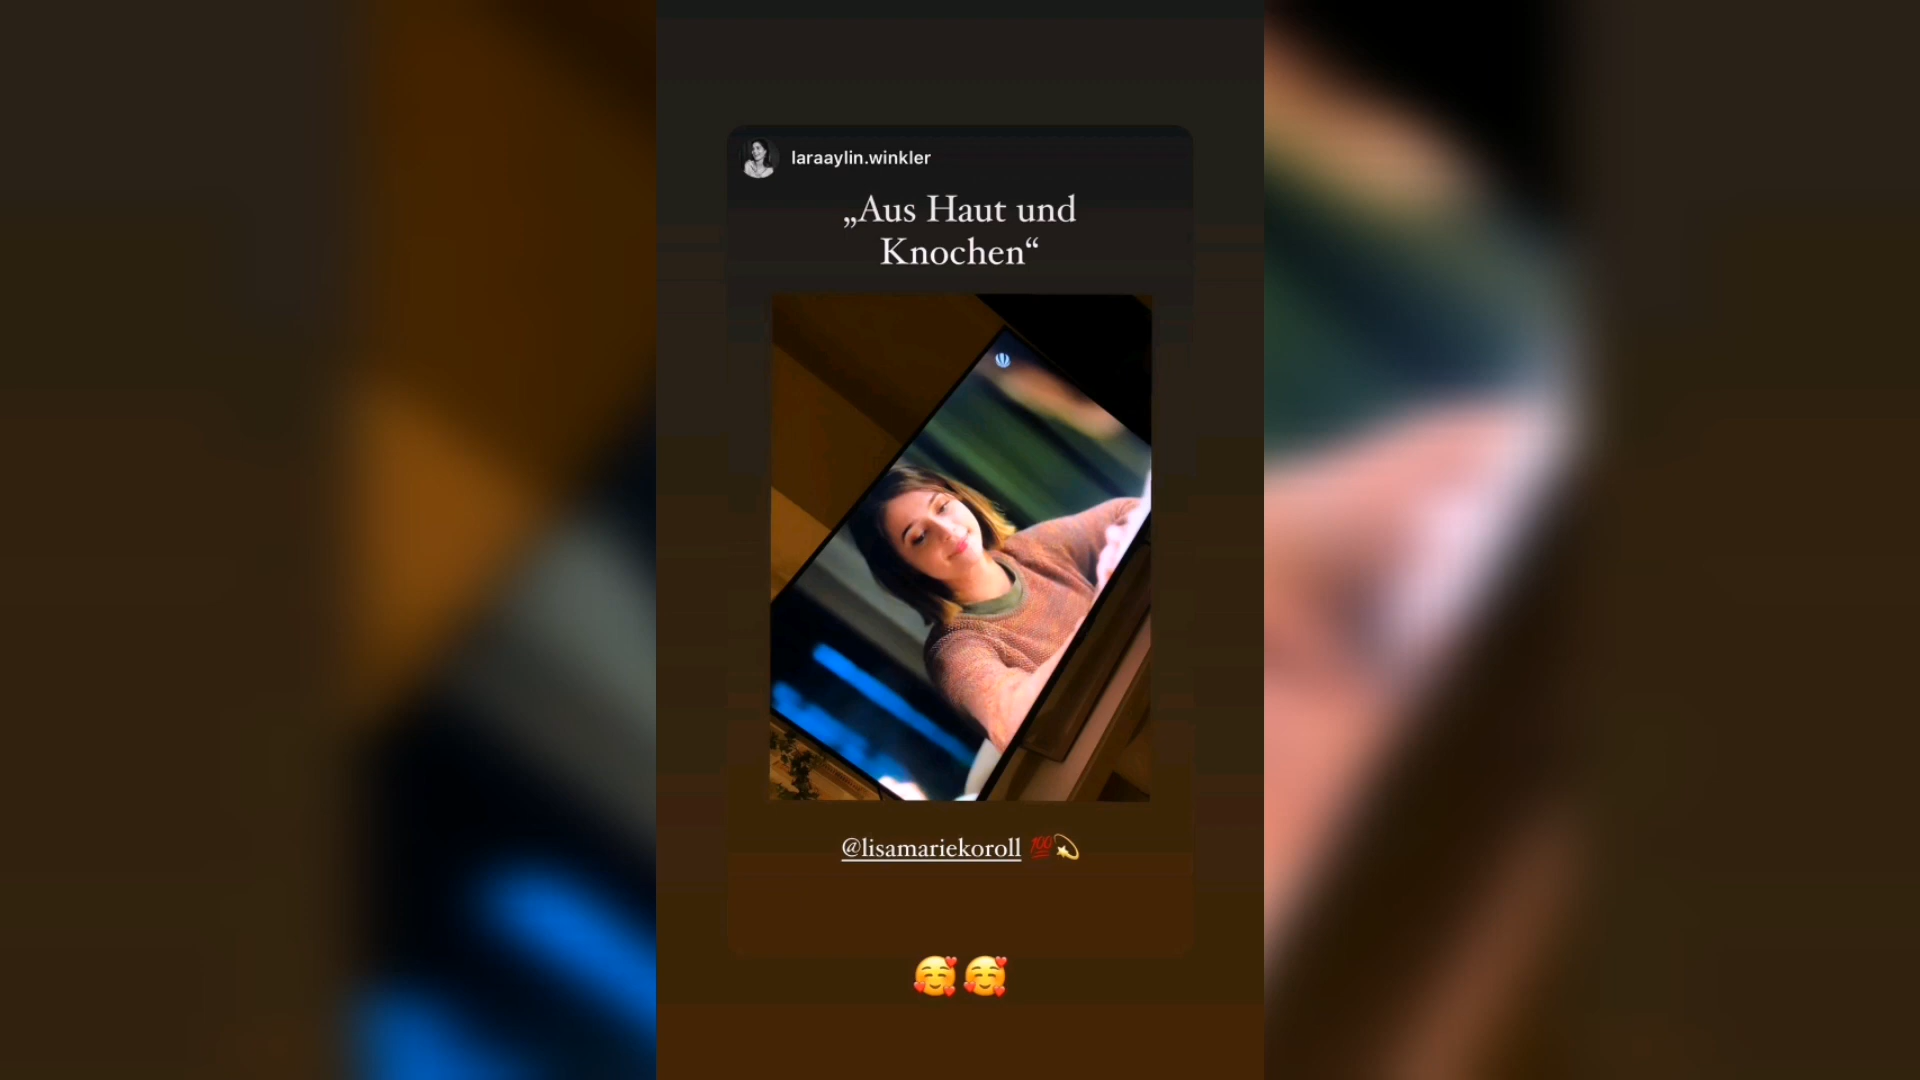 laraaylin.winkler
„Aus Haut und
Knochen“
@lisamariekoroll 💯💫
🥰🥰